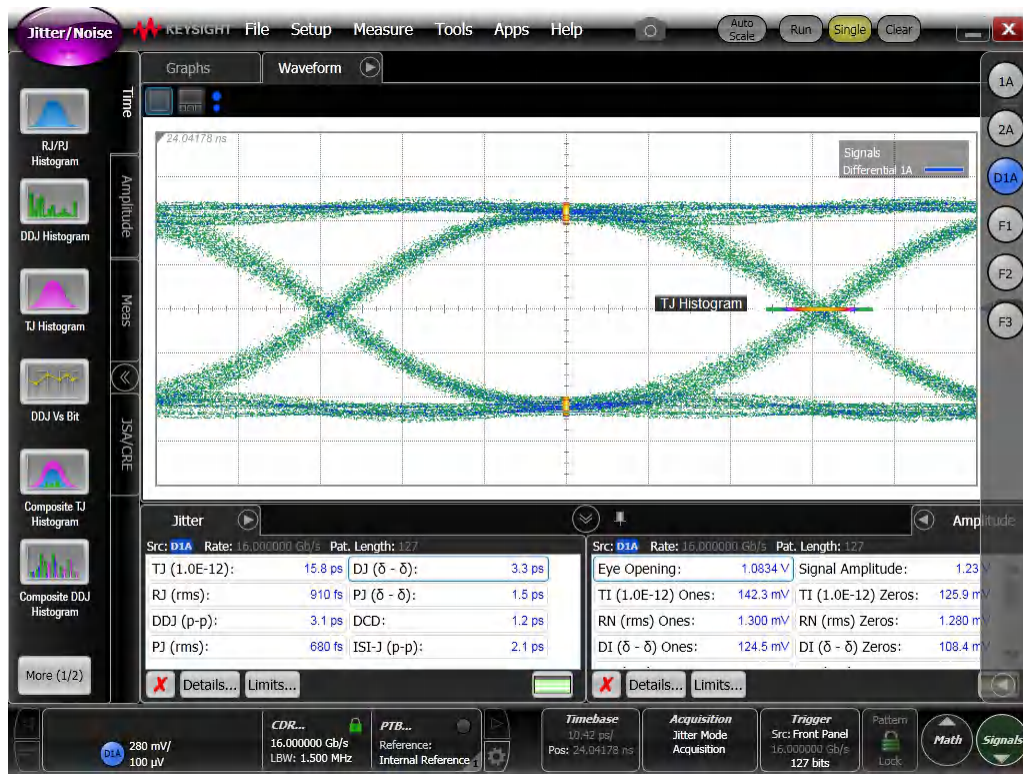 Jitter/Noise
KEYSIGHT File Setup Measure Tools Apps Help
Auto Scale
Run
Single
Clear
RJ/PJ
Histogram
DDJ Histogram
TJ Histogram
DDJ Vs Bit
Composite TJ
Histogram
Composite DDJ
Histogram
More (1/2)
Time
Amplitude
Meas
JSA/CRE
Graphs
Waveform
24.04178 ns
Signals
Differential 1A
TJ Histogram
1A
2A
D1A
F1
F2
F3
Jitter
Src: D1A Rate: 16.000000 Gb/s Pat. Length: 127
TJ (1.0E-12): 15.8 ps DJ (δ - δ): 3.3 ps
RJ (rms): 910 fs PJ (δ - δ): 1.5 ps
DDJ (p-p): 3.1 ps DCD: 1.2 ps
PJ (rms): 680 fs ISI-J (p-p): 2.1 ps
Details... Limits...
Amplitude
Src: D1A Rate: 16.000000 Gb/s Pat. Length: 127
Eye Opening: 1.0834 V Signal Amplitude: 1.23 V
TI (1.0E-12) Ones: 142.3 mV TI (1.0E-12) Zeros: 125.9 mV
RN (rms) Ones: 1.300 mV RN (rms) Zeros: 1.280 mV
DI (δ - δ) Ones: 124.5 mV DI (δ - δ) Zeros: 108.4 mV
Details... Limits...
D1A
280 mV/
100 µV
CDR...
16.000000 Gb/s
LBW: 1.500 MHz
PTB...
Reference:
Internal Reference
1
Timebase
10.42 ps/
Pos: 24.04178 ns
Acquisition
Jitter Mode
Acquisition
Trigger
Src: Front Panel
16.000000 Gb/s
127 bits
Pattern
Lock
Math
Signals